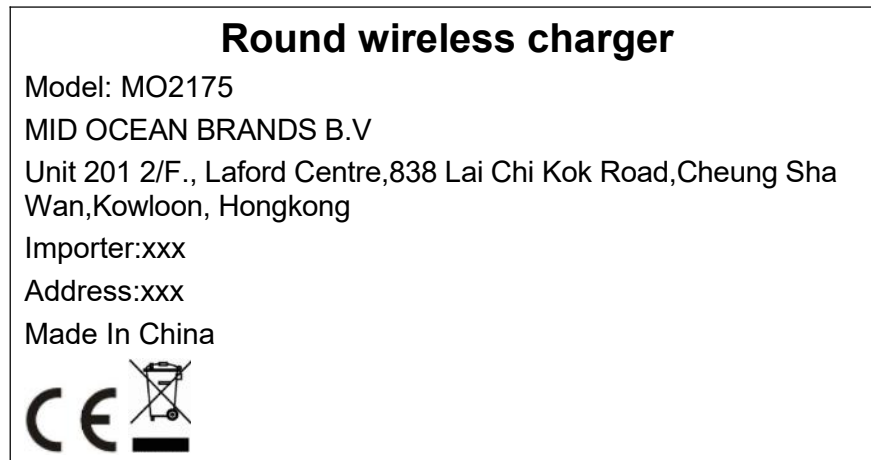 Round wireless charger
Model: MO2175
MID OCEAN BRANDS B.V
Unit 201 2/F., Laford Centre,838 Lai Chi Kok Road,Cheung Sha
Wan,Kowloon, Hongkong
Importer:xxx
Address:xxx
Made In China
CE